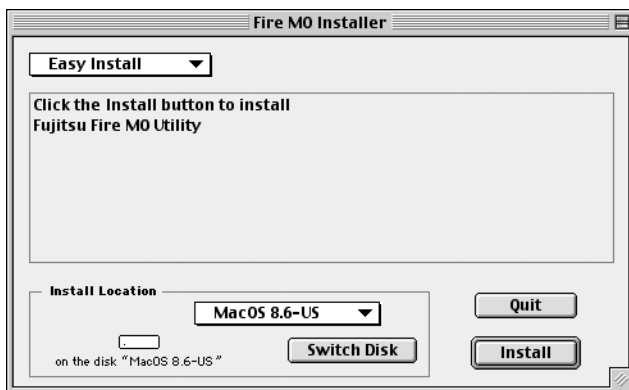 Fire MO Installer
Easy Install
Click the Install button to install
Fujitsu Fire MO Utility
Install Location
MacOS 8.6-US
on the disk “MacOS 8.6-US”
Switch Disk
Quit
Install